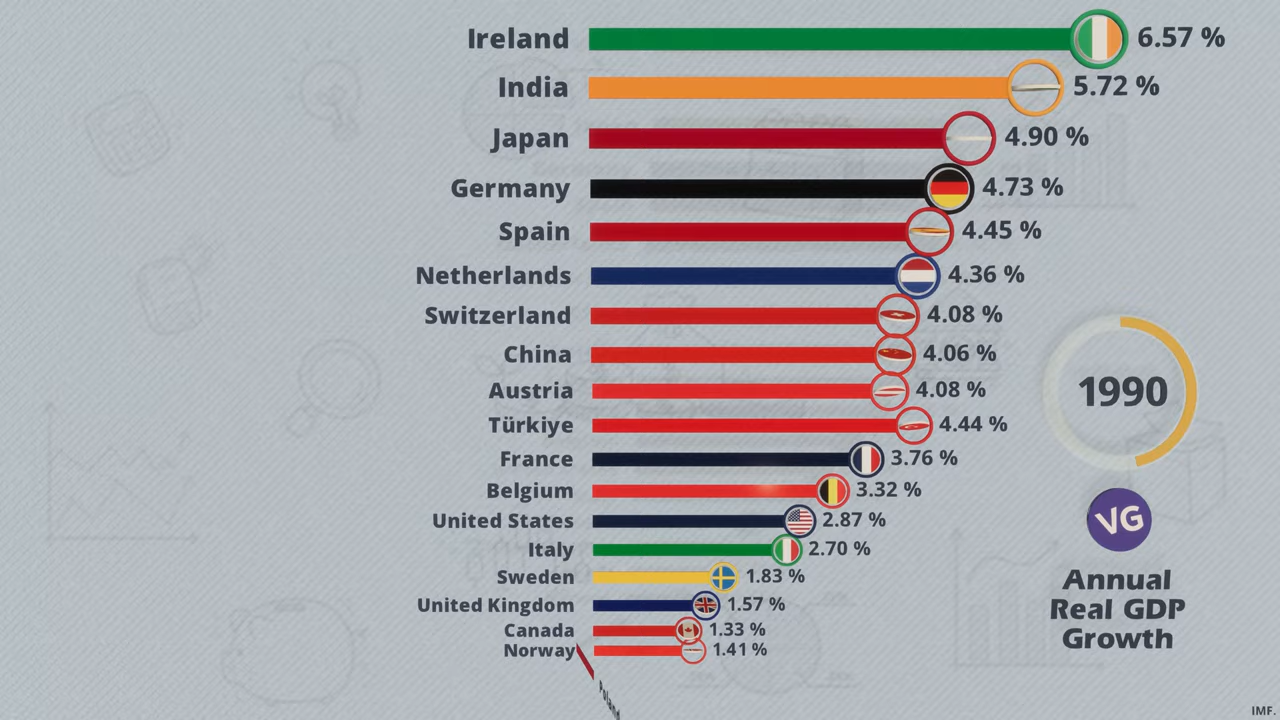 Ireland 6.57 %
India 5.72 %
Japan 4.90 %
Germany 4.73 %
Spain 4.45 %
Netherlands 4.36 %
Switzerland 4.08 %
China 4.06 %
Austria 4.08 %
Türkiye 4.44 %
France 3.76 %
Belgium 3.32 %
United States 2.87 %
Italy 2.70 %
Sweden 1.83 %
United Kingdom 1.57 %
Canada 1.33 %
Norway 1.41 %
Poland
1990
VG
Annual
Real GDP
Growth
IMF.